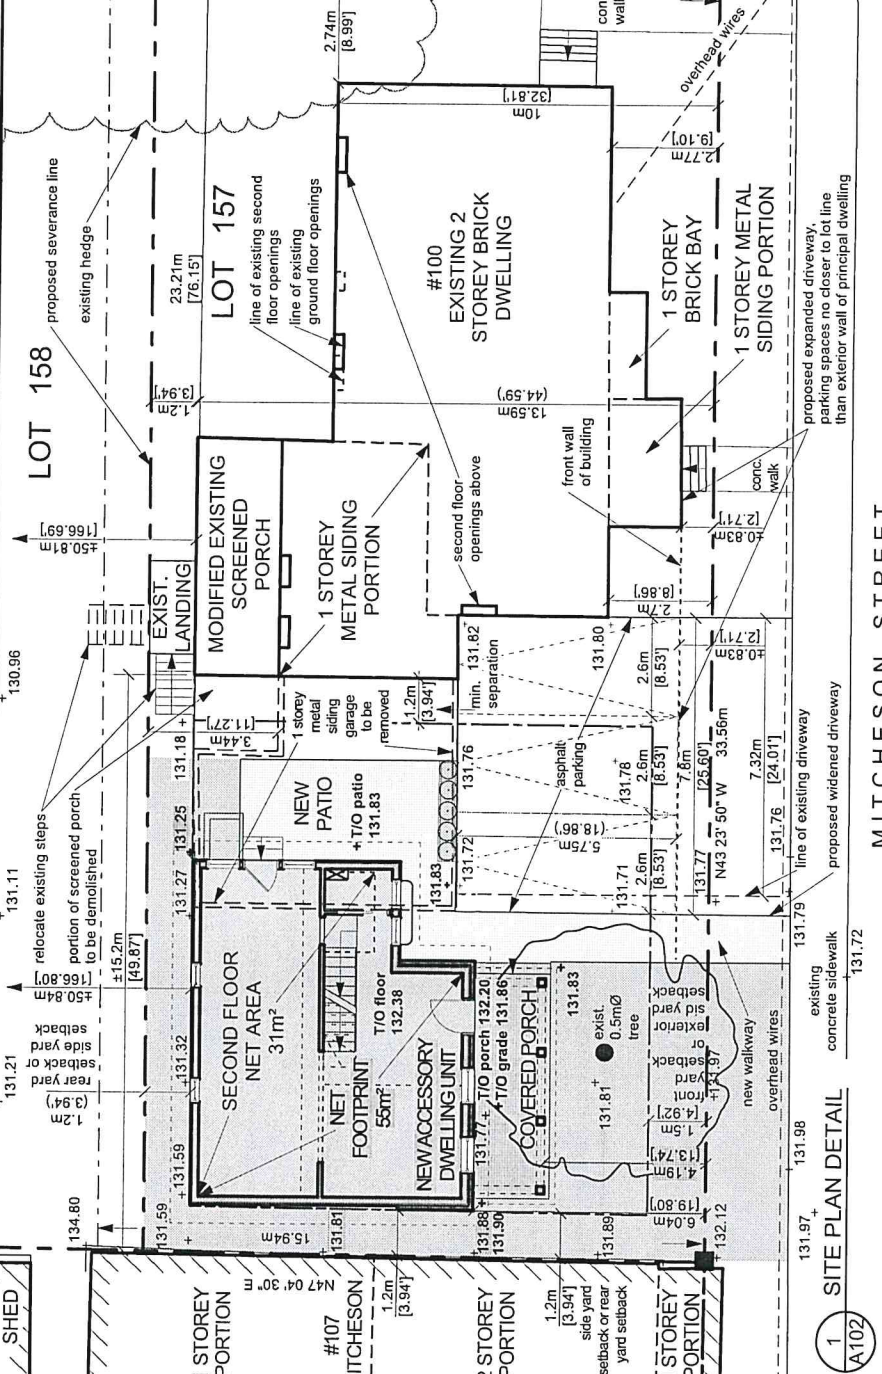 2.74m
[8.99']
conc.
walk
overhead wires
proposed severance line
existing hedge
LOT 158
LOT 157
23.21m
[76.15']
line of existing second
floor openings
line of existing
ground floor openings
10m
[32.81']
2.77m
[9.10']
#100
EXISTING 2
STOREY BRICK
DWELLING
1 STOREY
BRICK BAY
1 STOREY METAL
SIDING PORTION
proposed expanded driveway,
parking spaces no closer to lot line
than exterior wall of principal dwelling
1.2m
[3.94']
13.59m
(44.59')
±50.81m
[166.69']
MODIFIED EXISTING
SCREENED
PORCH
EXIST.
LANDING
1 STOREY
METAL SIDING
PORTION
second floor
openings above
front wall
of building
conc.
walk
±0.83m
[2.71']
2.7m
[8.86']
±0.83m
[2.71']
MITCHESON STREET
130.96
131.11
131.21
relocate existing steps
portion of screened porch
to be demolished
131.18
131.25
131.27
3.44m
(11.27')
1 storey
metal
siding
garage
to be
removed
1.2m
[3.94']
min.
separation
131.82
131.80
131.76
131.72
131.78
131.71
131.77
131.76
131.79
131.72
asphalt
parking
2.6m
[8.53']
2.6m
[8.53']
2.6m
[8.53']
7.8m
[25.60']
5.75m
(18.86')
N43 23' 50" W
33.56m
7.32m
[24.01']
line of existing driveway
proposed widened driveway
existing
concrete sidewalk
NEW
PATIO
T/O patio
131.83
131.83
±15.2m
[49.87']
±50.84m
[166.80']
1.2m
(3.94')
rear yard
setback or
side yard
setback
131.32
131.59
131.59
134.80
SECOND FLOOR
NET AREA
31m²
NET
FOOTPRINT
55m²
T/O floor
132.38
NEW ACCESSORY
DWELLING UNIT
T/O porch 132.20
T/O grade 131.86
131.77
COVERED PORCH
131.83
exist.
0.5mØ
tree
131.81
front
yard
setback
or
exterior
sid yard
setback
131.97
new walkway
overhead wires
1.5m
[4.92']
4.19m
[13.74']
6.04m
[19.80']
132.12
131.98
131.97
131.89
131.88
131.90
131.81
15.94m
N47 04' 30" E
1.2m
[3.94']
1.2m
[3.94']
side yard
setback or rear
yard setback
SHED
STOREY
PORTION
#107
ITCHESON
2 STOREY
PORTION
STOREY
PORTION
1
A102
SITE PLAN DETAIL